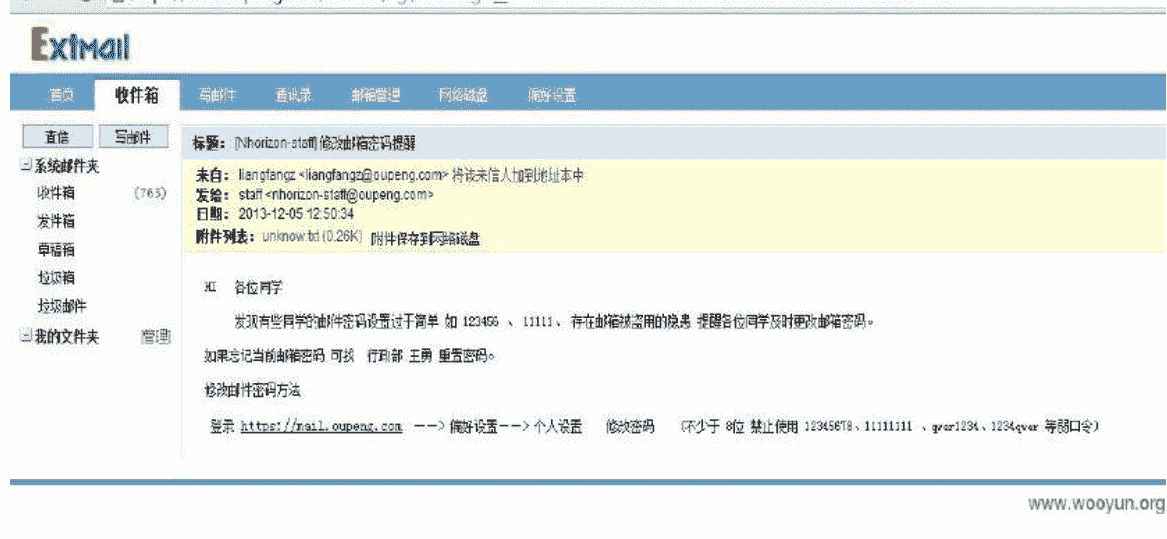 ExtMail
首页 收件箱 写邮件 通讯录 邮箱管理 网络磁盘 偏好设置
查信 写邮件
系统邮件夹
收件箱 (763)
发件箱
草稿箱
垃圾箱
垃圾邮件
我的文件夹 管理
标题: [Nhorizon-staff] 修改邮箱密码提醒
来自: liangfangz <liangfangz@oupeng.com> 将该来信人加到地址本中
发给: staff <nhorizon-staff@oupeng.com>
日期: 2013-12-05 12:50:34
附件列表: unknow.txt (0.26K) 附件保存到网络磁盘
HI 各位同学
发现有些同学的邮件密码设置过于简单 如 123456 、 11111、 存在邮箱被盗用的隐患 提醒各位同学及时更改邮箱密码。
如果忘记当前邮箱密码 可找 行政部 王勇 重置密码。
修改邮件密码方法
登录 https://mail.oupeng.com ---> 偏好设置---> 个人设置 修改密码 (不少于 8位 禁止使用 12345678、11111111 、qwer1234、1234qwer 等弱口令)
www.wooyun.org